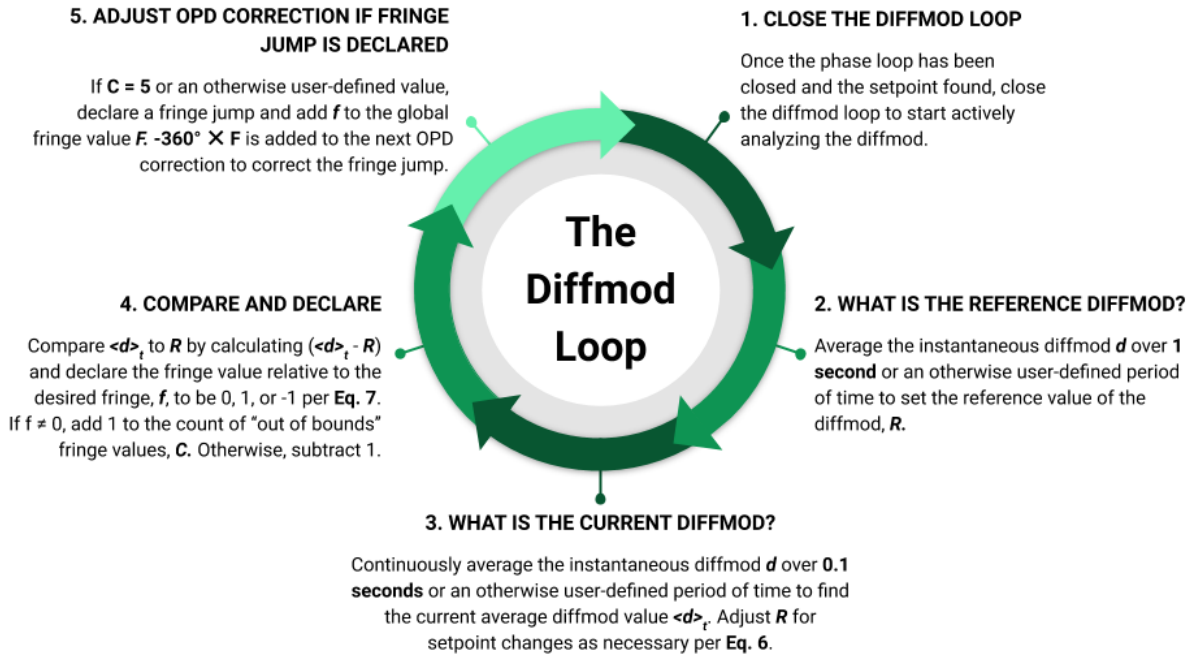 The
Diffmod
Loop
1. CLOSE THE DIFFMOD LOOP
Once the phase loop has been
closed and the setpoint found, close
the diffmod loop to start actively
analyzing the diffmod.
2. WHAT IS THE REFERENCE DIFFMOD?
Average the instantaneous diffmod d over 1
second or an otherwise user-defined period
of time to set the reference value of the
diffmod, R.
3. WHAT IS THE CURRENT DIFFMOD?
Continuously average the instantaneous diffmod d over 0.1
seconds or an otherwise user-defined period of time to find
the current average diffmod value <d>t. Adjust R for
setpoint changes as necessary per Eq. 6.
4. COMPARE AND DECLARE
Compare <d>t to R by calculating (<d>t - R)
and declare the fringe value relative to the
desired fringe, f, to be 0, 1, or -1 per Eq. 7.
If f ≠ 0, add 1 to the count of “out of bounds”
fringe values, C. Otherwise, subtract 1.
5. ADJUST OPD CORRECTION IF FRINGE
JUMP IS DECLARED
If C = 5 or an otherwise user-defined value,
declare a fringe jump and add f to the global
fringe value F. -360° X F is added to the next OPD
correction to correct the fringe jump.